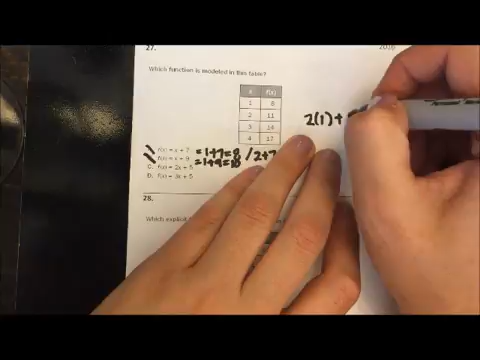 27.
2016
Which function is modeled in this table?
x f(x)
1 8
2 11
3 14
4 17
2(1)+
f(x) = x + 7 =1+7=8 / 2+7
f(x) = x + 9 =1+9=10
C. f(x) = 2x + 5
D. f(x) = 3x + 5
28.
Which explicit f